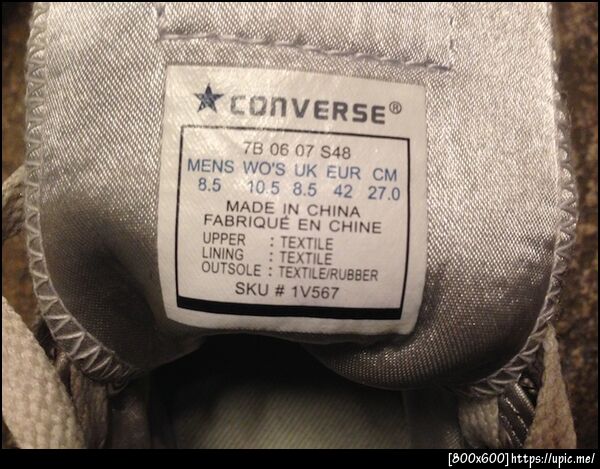 ★CONVERSE®
7B 06 07 S48
MENS WO'S UK EUR CM
8.5 10.5 8.5 42 27.0
MADE IN CHINA
FABRIQUÉ EN CHINE
UPPER : TEXTILE
LINING : TEXTILE
OUTSOLE : TEXTILE/RUBBER
SKU # 1V567
[800x600]https://upic.me/